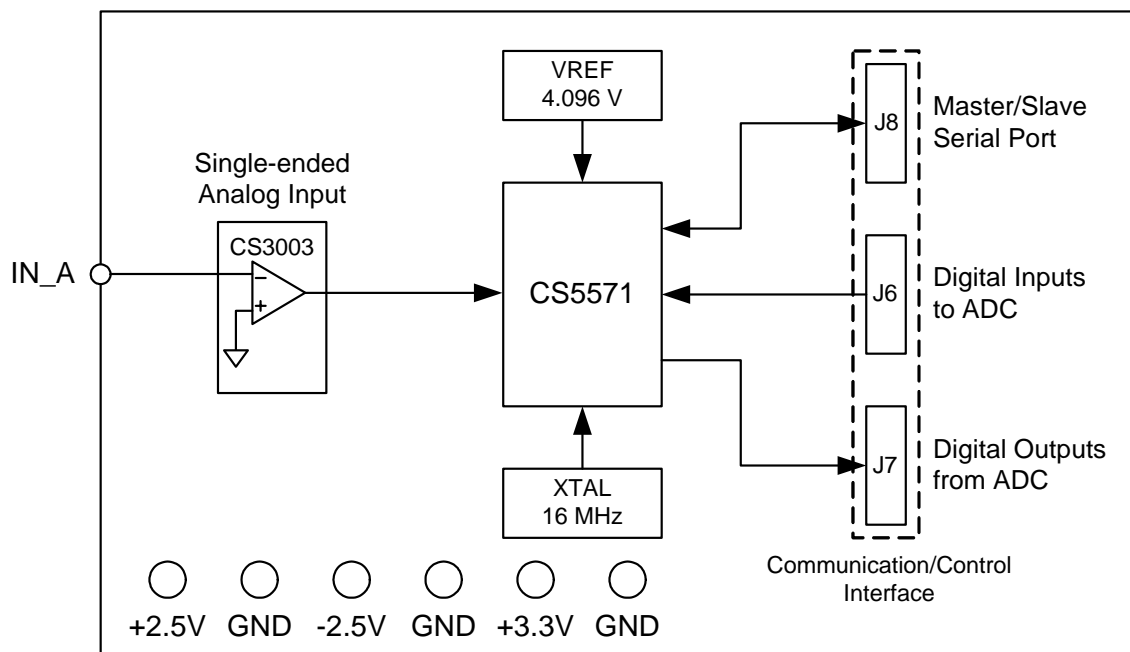 VREF
4.096 V
Master/Slave
Serial Port
J8
Single-ended
Analog Input
CS3003
IN_A
−
+
CS5571
J6
Digital Inputs
to ADC
J7
Digital Outputs
from ADC
XTAL
16 MHz
Communication/Control
Interface
+2.5V GND -2.5V GND +3.3V GND